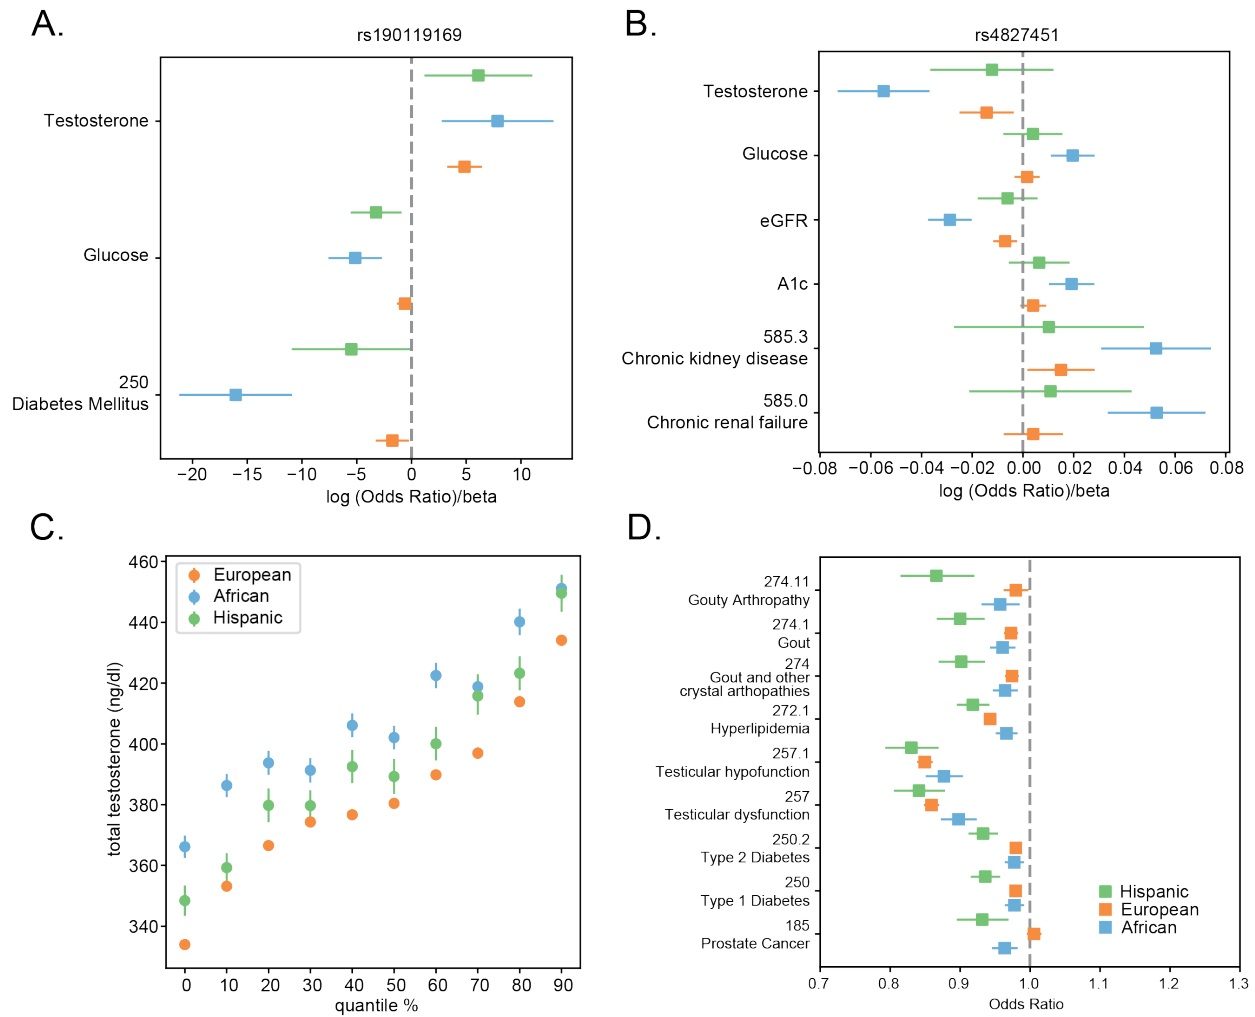 A.
rs190119169
Testosterone
Glucose
250
Diabetes Mellitus
−20 −15 −10 −5 0 5 10
log (Odds Ratio)/beta
B.
rs4827451
Testosterone
Glucose
eGFR
A1c
585.3
Chronic kidney disease
585.0
Chronic renal failure
−0.08 −0.06 −0.04 −0.02 0.00 0.02 0.04 0.06 0.08
log (Odds Ratio)/beta
C.
total testosterone (ng/dl)
460
440
420
400
380
360
340
European
African
Hispanic
0 10 20 30 40 50 60 70 80 90
quantile %
D.
274.11
Gouty Arthropathy
274.1
Gout
274
Gout and other
crystal arthopathies
272.1
Hyperlipidemia
257.1
Testicular hypofunction
257
Testicular dysfunction
250.2
Type 2 Diabetes
250
Type 1 Diabetes
185
Prostate Cancer
Hispanic
European
African
0.7 0.8 0.9 1.0 1.1 1.2 1.3
Odds Ratio